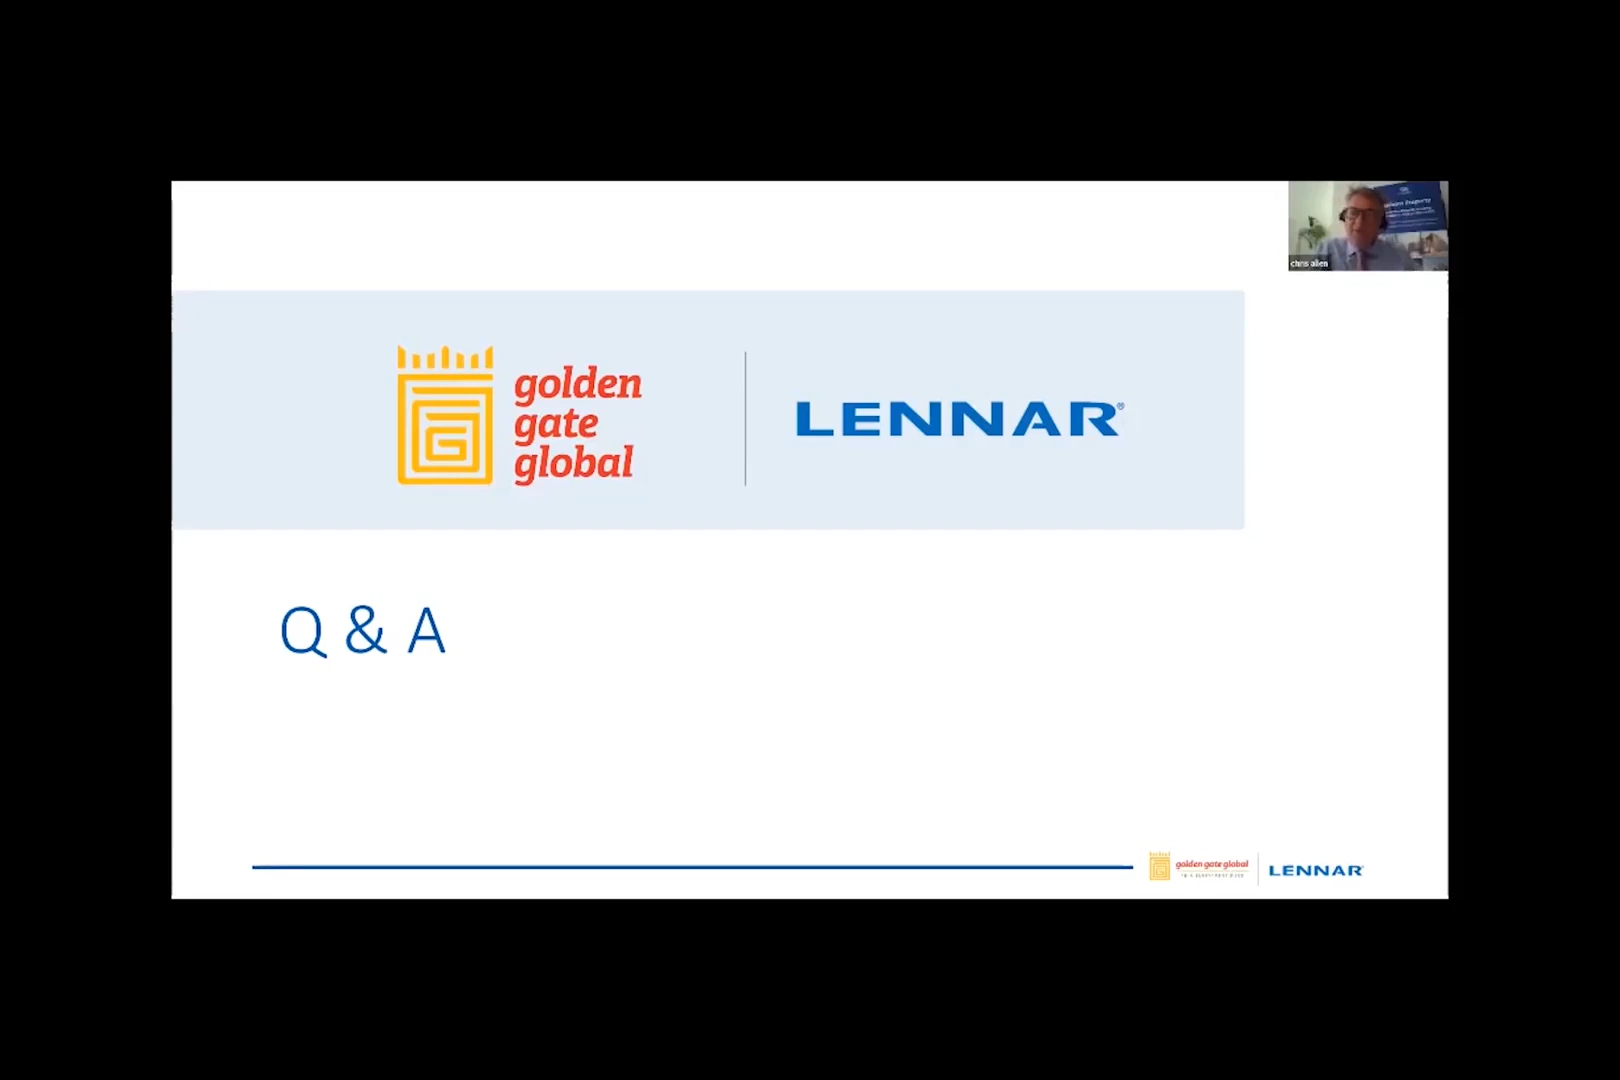 chris allen
golden
gate
global
LENNAR®
Q & A
golden gate global
LENNAR